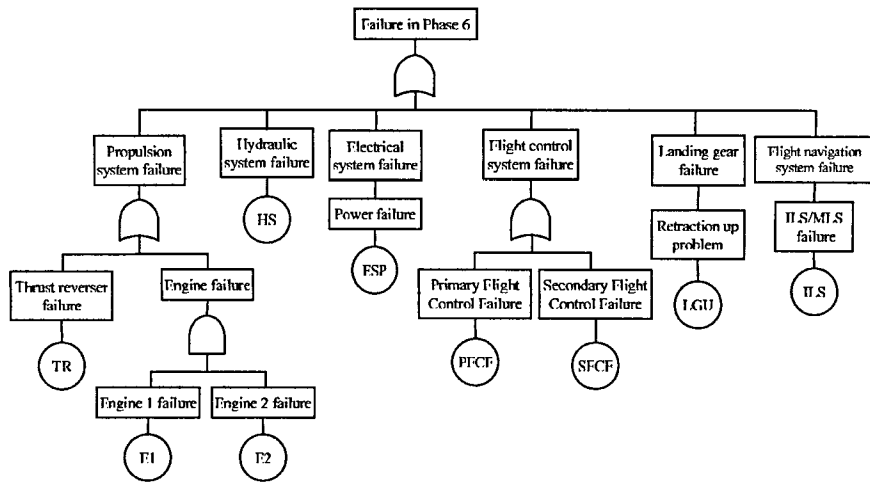 Failure in Phase 6
Propulsion
system failure
Hydraulic
system failure
Electrical
system failure
Flight control
system failure
Landing gear
failure
Flight navigation
system failure
HS
Power failure
Retraction up
problem
ILS/MLS
failure
ESP
Thrust reverser
failure
Engine failure
Primary Flight
Control Failure
Secondary Flight
Control Failure
LGU
ILS
TR
PFCF
SFCF
Engine 1 failure
Engine 2 failure
E1
E2